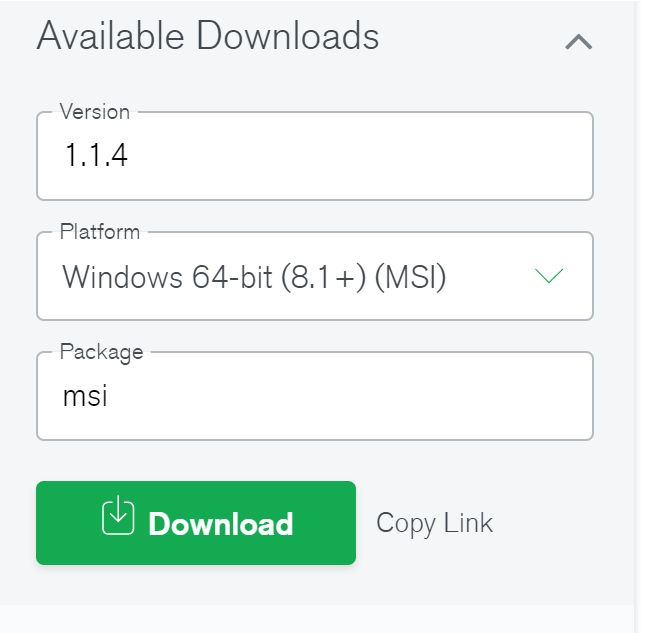 Available Downloads
Version
1.1.4
Platform
Windows 64-bit (8.1+) (MSI)
Package
msi
Download
Copy Link